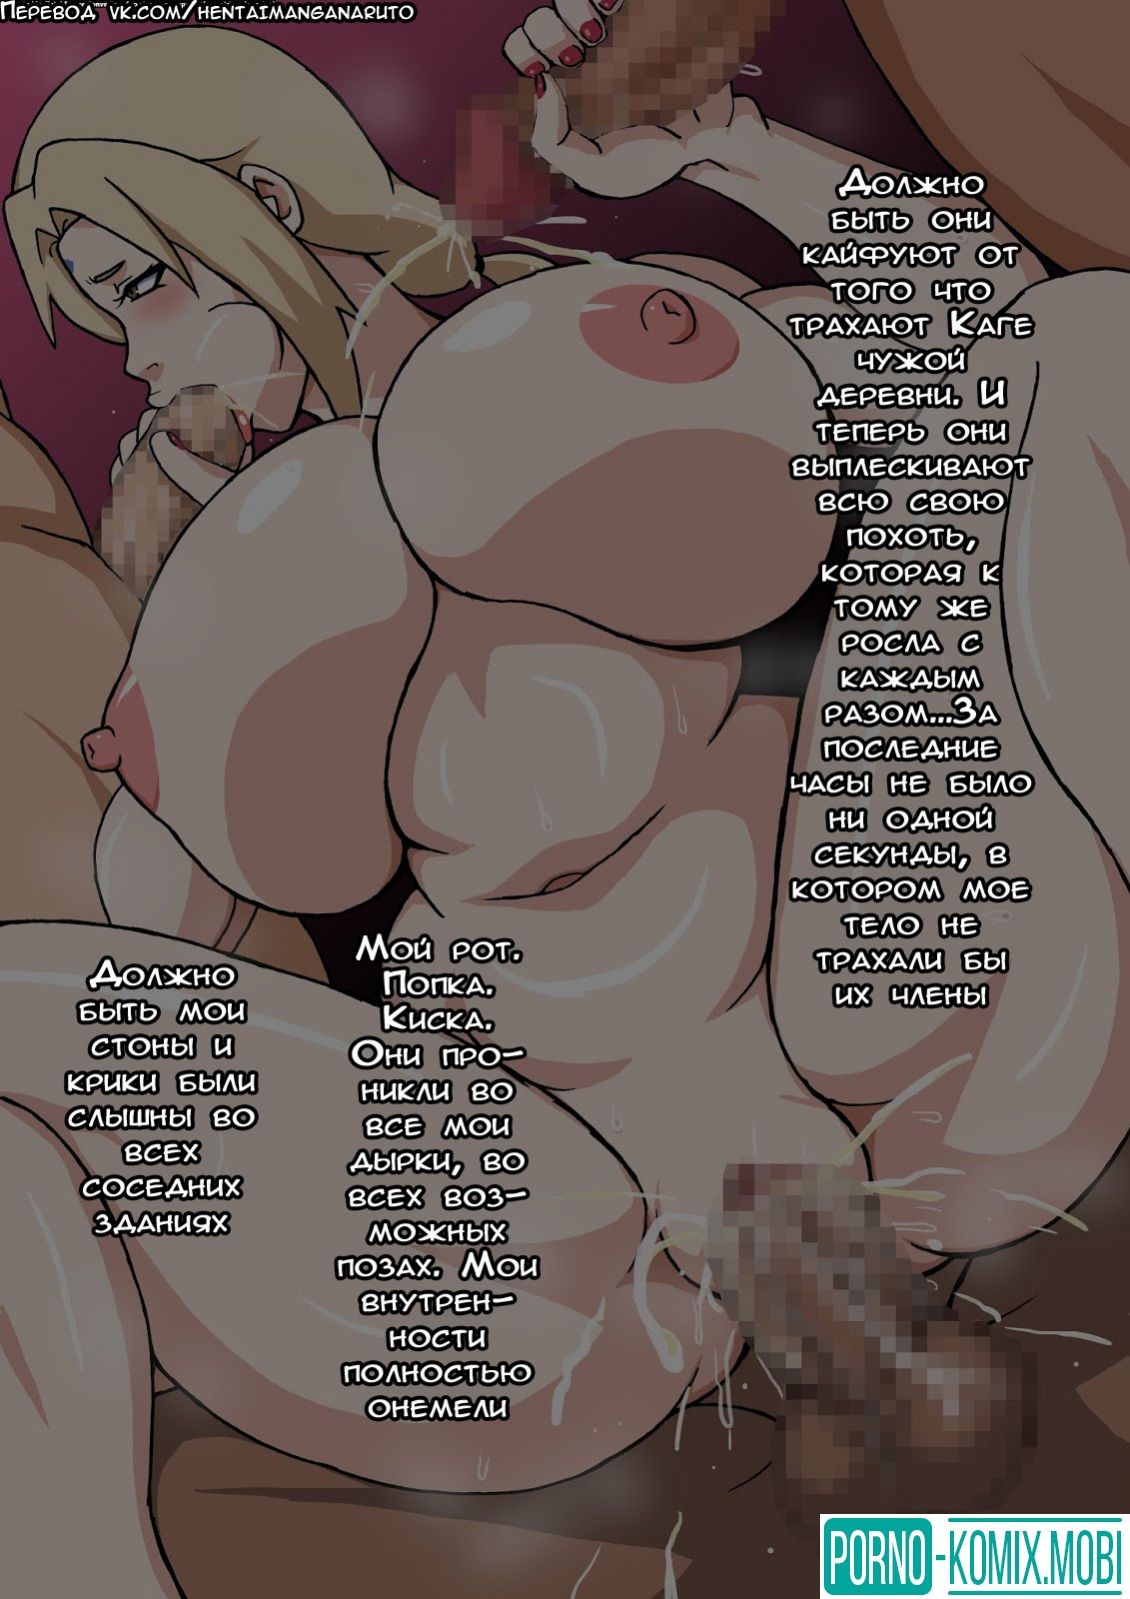 Перевод vk.com/hentaimanganaruto
Должно
быть они
кайфуют от
того что
трахают Каге
чужой
деревни. И
теперь они
выплескивают
всю свою
похоть,
которая к
тому же
росла с
каждым
разом...За
последние
часы не было
ни одной
секунды, в
котором мое
тело не
трахали бы
их члены
Мой рот.
Попка.
Киска.
Они про-
никли во
все мои
дырки, во
всех воз-
можных
позах. Мои
внутрен-
ности
полностью
онемели
Должно
быть мои
стоны и
крики были
слышны во
всех
соседних
зданиях
PORNO-KOMIX.MOBI